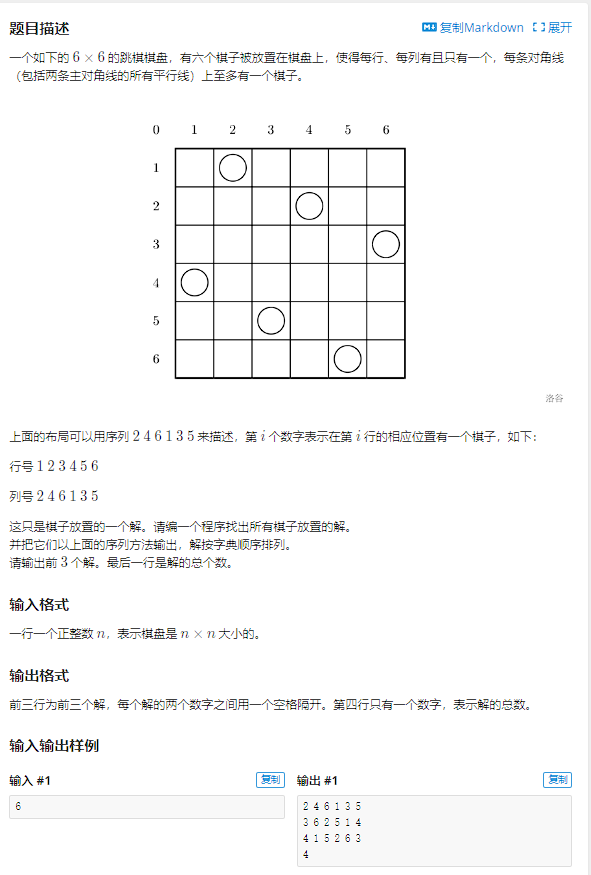 题目描述
复制Markdown 展开
一个如下的 6 × 6 的跳棋棋盘，有六个棋子被放置在棋盘上，使得每行、每列有且只有一个，每条对角线
（包括两条主对角线的所有平行线）上至多有一个棋子。
0 1 2 3 4 5 6
1
2
3
4
5
6
洛谷
上面的布局可以用序列 2 4 6 1 3 5 来描述，第 i 个数字表示在第 i 行的相应位置有一个棋子，如下：
行号 1 2 3 4 5 6
列号 2 4 6 1 3 5
这只是棋子放置的一个解。请编一个程序找出所有棋子放置的解。
并把它们以上面的序列方法输出，解按字典顺序排列。
请输出前 3 个解。最后一行是解的总个数。
输入格式
一行一个正整数 n，表示棋盘是 n × n 大小的。
输出格式
前三行为前三个解，每个解的两个数字之间用一个空格隔开。第四行只有一个数字，表示解的总数。
输入输出样例
输入 #1 复制
6
输出 #1 复制
2 4 6 1 3 5
3 6 2 5 1 4
4 1 5 2 6 3
4